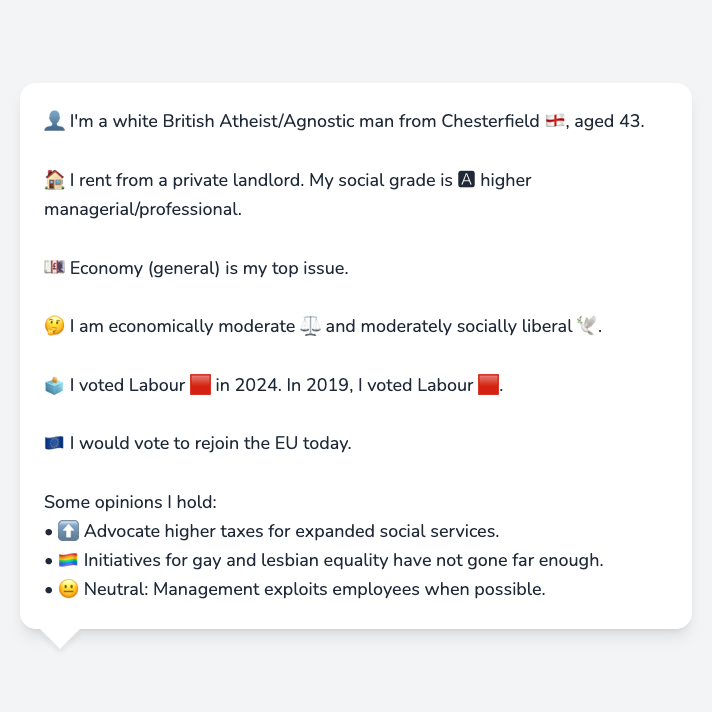 👤 I'm a white British Atheist/Agnostic man from Chesterfield 🏴󠁧󠁢󠁥󠁮󠁧󠁿, aged 43.
🏠 I rent from a private landlord. My social grade is 🅰 higher
managerial/professional.
💷 Economy (general) is my top issue.
🤔 I am economically moderate ⚖️ and moderately socially liberal 🕊️.
🗳️ I voted Labour 🟥 in 2024. In 2019, I voted Labour 🟥.
🇪🇺 I would vote to rejoin the EU today.
Some opinions I hold:
• ⬆️ Advocate higher taxes for expanded social services.
• 🏳️‍🌈 Initiatives for gay and lesbian equality have not gone far enough.
• 😐 Neutral: Management exploits employees when possible.